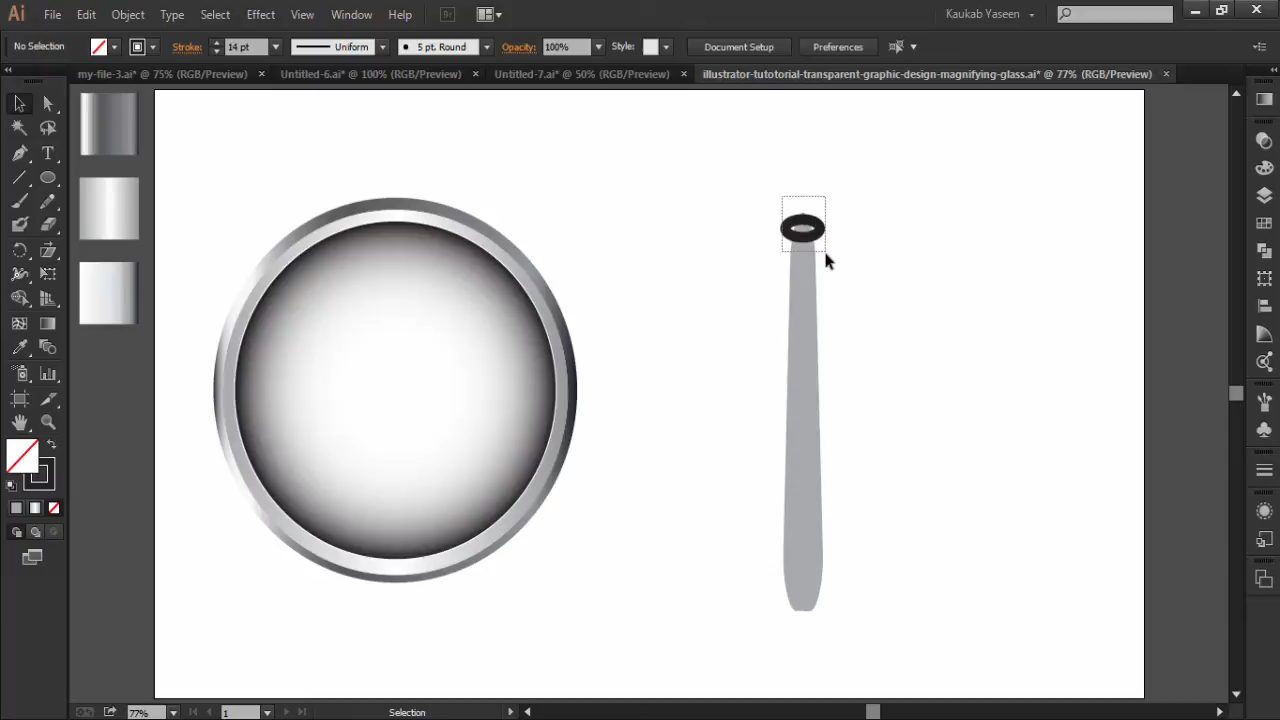 Ai File Edit Object Type Select Effect View Window Help Br Kaukab Yaseen
No Selection Stroke: 14 pt Uniform 5 pt. Round Opacity: 100% Style: Document Setup Preferences
my-file-3.ai* @ 75% (RGB/Preview) × Untitled-6.ai* @ 100% (RGB/Preview) × Untitled-7.ai* @ 50% (RGB/Preview) × illustrator-tutotorial-transparent-graphic-design-magnifying-glass.ai* @ 77% (RGB/Preview) ×
T
77% 1 Selection